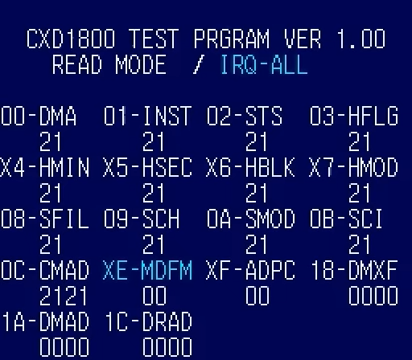 CXD1800 TEST PRGRAM VER 1.00
READ MODE / IRQ-ALL
00-DMA 01-INST 02-STS 03-HFLG
21 21 21 21
X4-HMIN X5-HSEC X6-HBLK X7-HMOD
21 21 21 21
08-SFIL 09-SCH 0A-SMOD 0B-SCI
21 21 21 21
0C-CMAD XE-MDFM XF-ADPC 18-DMXF
2121 00 00 0000
1A-DMAD 1C-DRAD
0000 0000